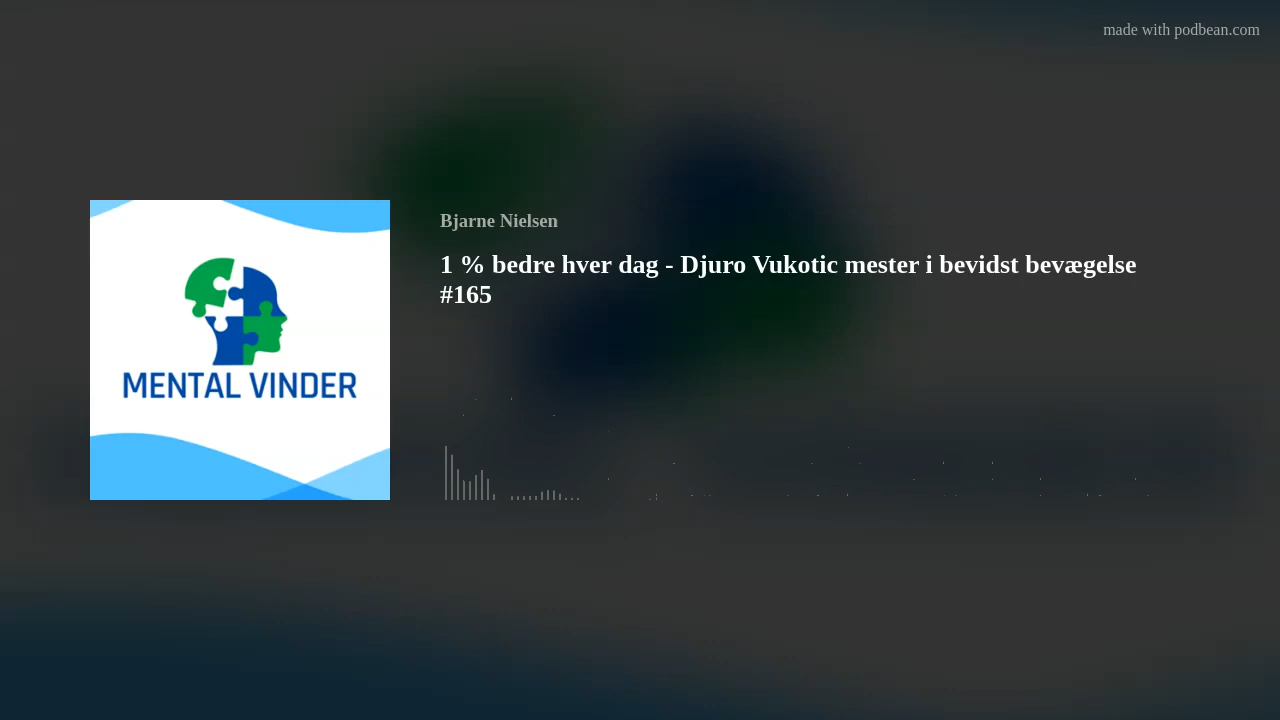 made with podbean.com
Bjarne Nielsen
1 % bedre hver dag - Djuro Vukotic mester i bevidst bevægelse
#165
MENTAL VINDER